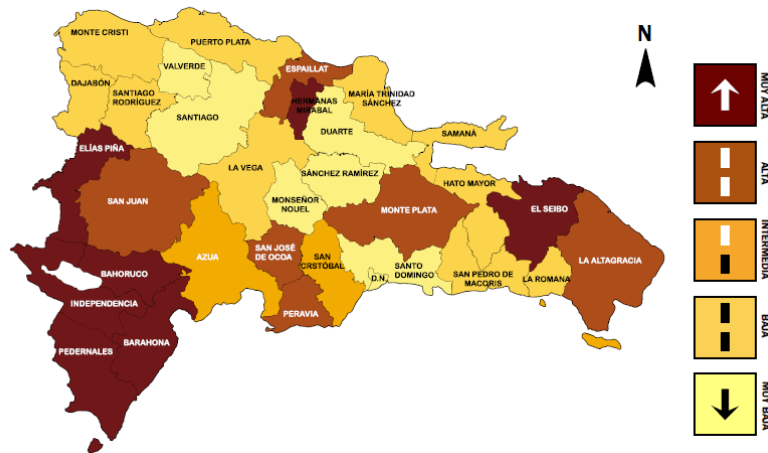 N
MONTE CRISTI
PUERTO PLATA
VALVERDE
ESPAILLAT
DAJABÓN
SANTIAGO
RODRÍGUEZ
MARÍA TRINIDAD
SÁNCHEZ
HERMANAS
MIRABAL
SANTIAGO
DUARTE
SAMANÁ
ELÍAS PIÑA
LA VEGA
SÁNCHEZ RAMÍREZ
HATO MAYOR
SAN JUAN
MONSEÑOR
NOUEL
MONTE PLATA
EL SEIBO
AZUA
SAN JOSÉ
DE OCOA
SAN
CRSTÓBAL
SANTO
DOMINGO
D.N.
SAN PEDRO DE
MACORIS
LA ROMANA
LA ALTAGRACIA
BAHORUCO
INDEPENDENCIA
PERAVIA
BARAHONA
PEDERNALES
MUY ALTA
ALTA
INTERMEDIA
BAJA
MUY BAJA